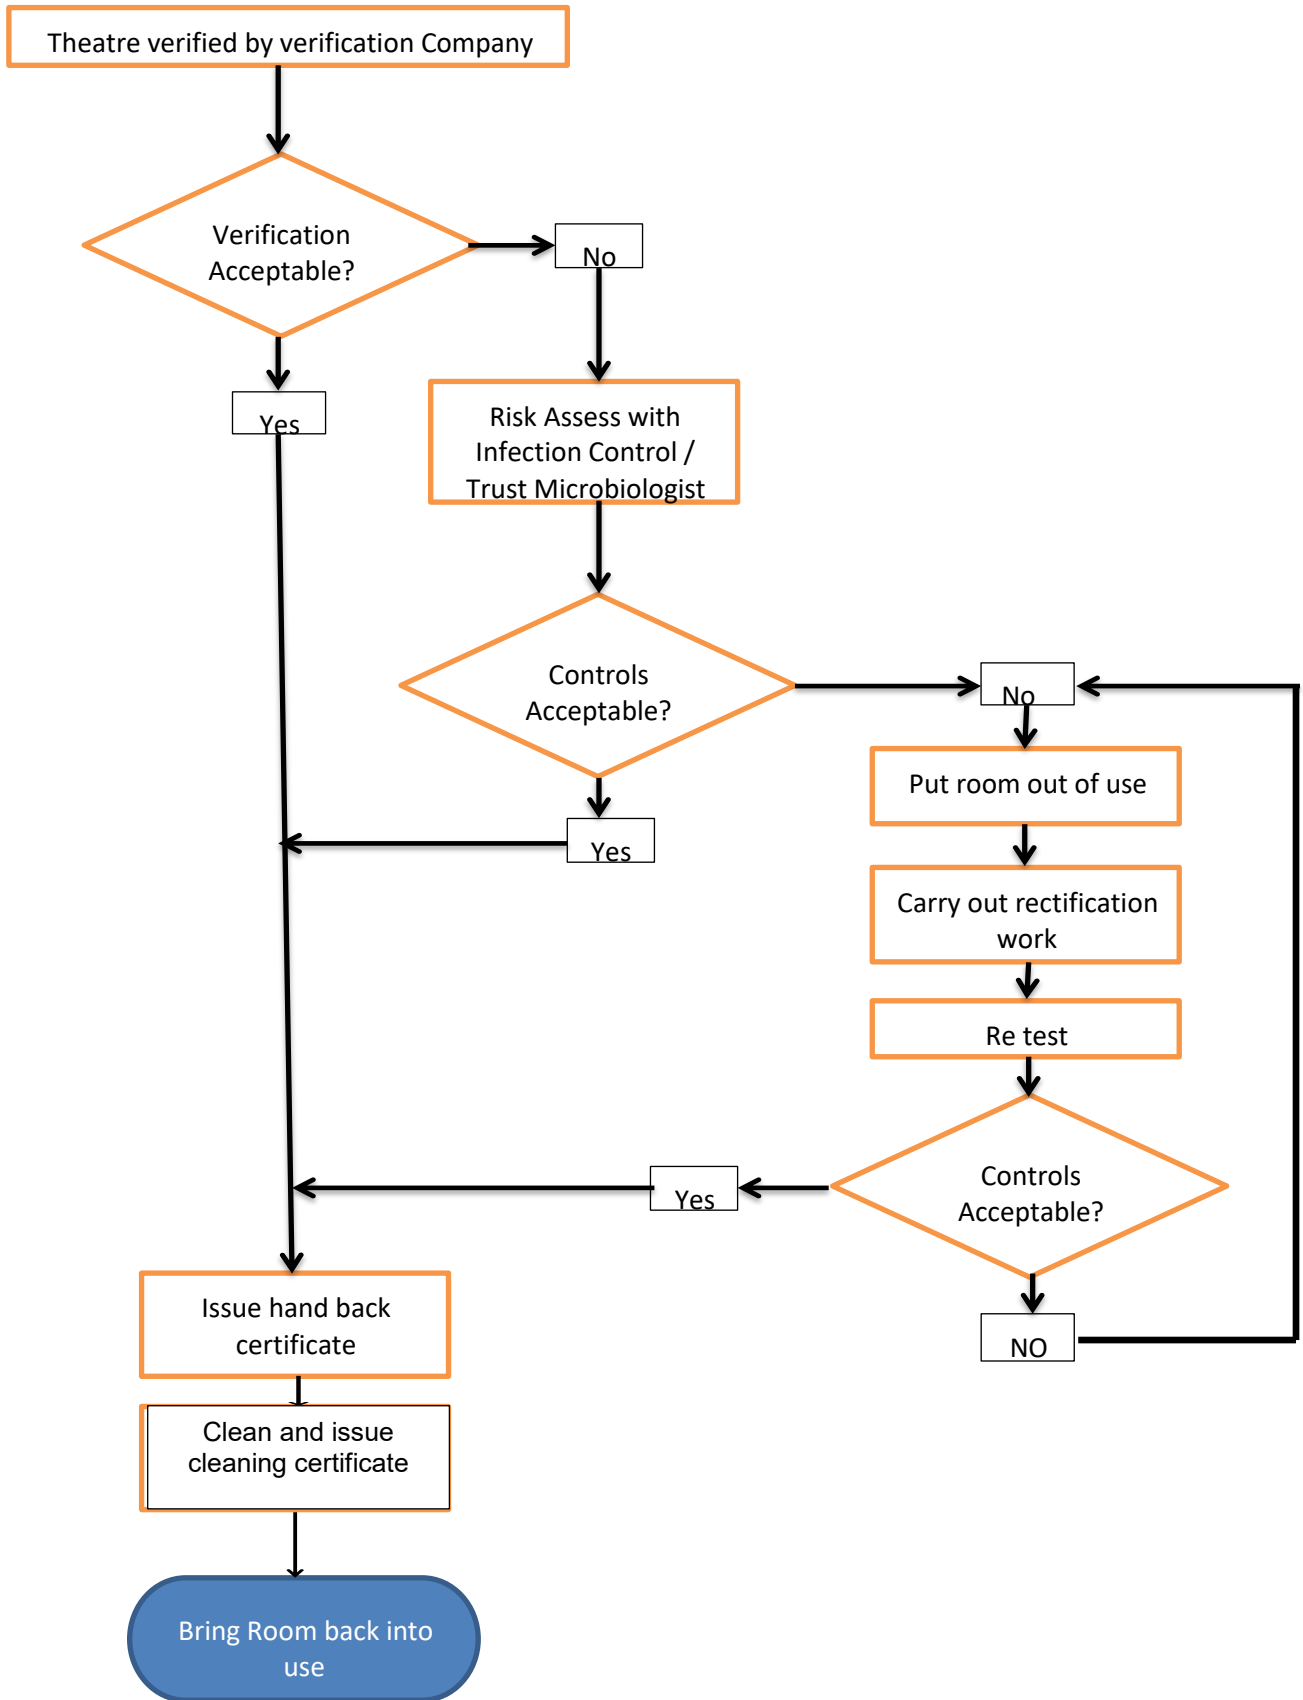 Theatre verified by verification Company
Verification
Acceptable?
No
Yes
Risk Assess with
Infection Control /
Trust Microbiologist
Controls
Acceptable?
No
Yes
Put room out of use
Carry out rectification
work
Re test
Controls
Acceptable?
Yes
NO
Issue hand back
certificate
Clean and issue
cleaning certificate
Bring Room back into
use